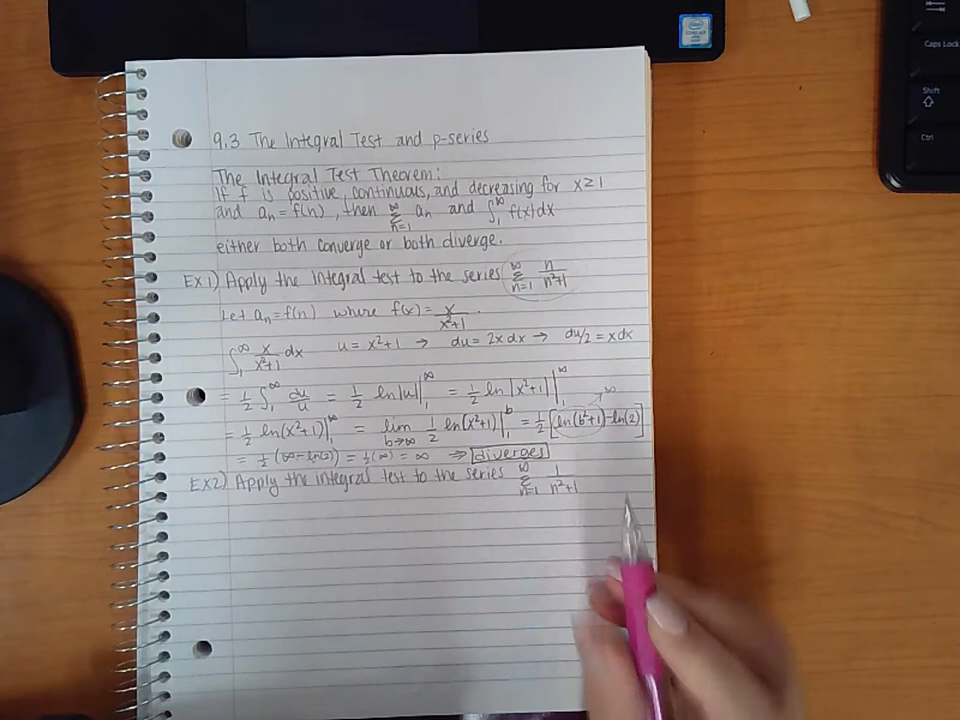 9.3 The Integral Test and p-series
The Integral Test Theorem:
If f is positive, continuous, and decreasing for x ≥ 1
and aₙ = f(n), then ∑_{n=1}^∞ aₙ and ∫₁^∞ f(x)dx
either both converge or both diverge.
Ex1) Apply the integral test to the series ∑_{n=1}^∞ n/(n²+1)
Let aₙ = f(n) where f(x) = x/(x²+1).
∫₁^∞ x/(x²+1) dx u = x²+1 → du = 2x dx → du/2 = x dx
= 1/2 ∫₁^∞ du/u = 1/2 ln|u| |₁^∞ = 1/2 ln|x²+1| |₁^∞
= 1/2 ln(x²+1)|₁^∞ = lim_{b→∞} 1/2 ln(x²+1)|₁^b = 1/2 [ln(b²+1) - ln(2)] ↗ ∞
= 1/2 (∞ - ln(2)) = 1/2 (∞) = ∞ ⇒ diverges
Ex2) Apply the integral test to the series ∑_{n=1}^∞ 1/(n²+1)
intel
Caps Lock
Shift
Ctrl